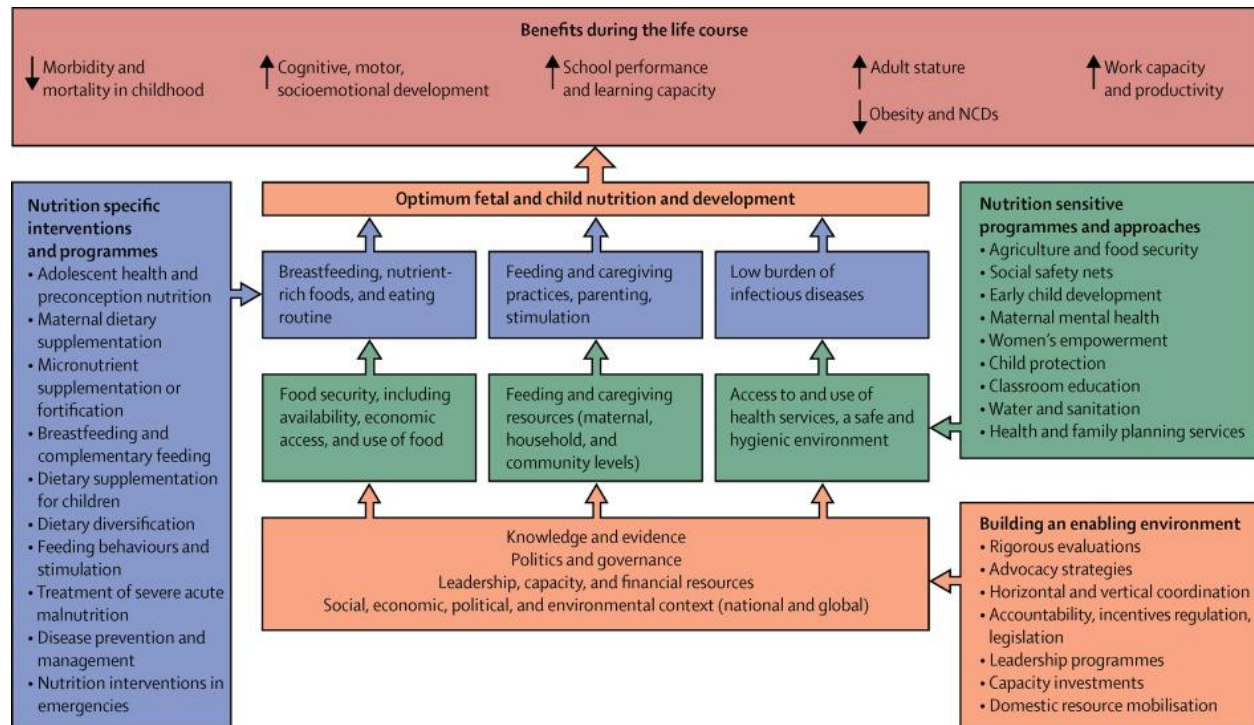 Benefits during the life course
Morbidity and
mortality in childhood
Cognitive, motor,
socioemotional development
School performance
and learning capacity
Adult stature
Obesity and NCDs
Work capacity
and productivity
Optimum fetal and child nutrition and development
Nutrition specific
interventions
and programmes
• Adolescent health and
preconception nutrition
• Maternal dietary
supplementation
• Micronutrient
supplementation or
fortification
• Breastfeeding and
complementary feeding
• Dietary supplementation
for children
• Dietary diversification
• Feeding behaviours and
stimulation
• Treatment of severe acute
malnutrition
• Disease prevention and
management
• Nutrition interventions in
emergencies
Breastfeeding, nutrient-
rich foods, and eating
routine
Feeding and caregiving
practices, parenting,
stimulation
Low burden of
infectious diseases
Food security, including
availability, economic
access, and use of food
Feeding and caregiving
resources (maternal,
household, and
community levels)
Access to and use of
health services, a safe and
hygienic environment
Knowledge and evidence
Politics and governance
Leadership, capacity, and financial resources
Social, economic, political, and environmental context (national and global)
Nutrition sensitive
programmes and approaches
• Agriculture and food security
• Social safety nets
• Early child development
• Maternal mental health
• Women's empowerment
• Child protection
• Classroom education
• Water and sanitation
• Health and family planning services
Building an enabling environment
• Rigorous evaluations
• Advocacy strategies
• Horizontal and vertical coordination
• Accountability, incentives regulation,
legislation
• Leadership programmes
• Capacity investments
• Domestic resource mobilisation